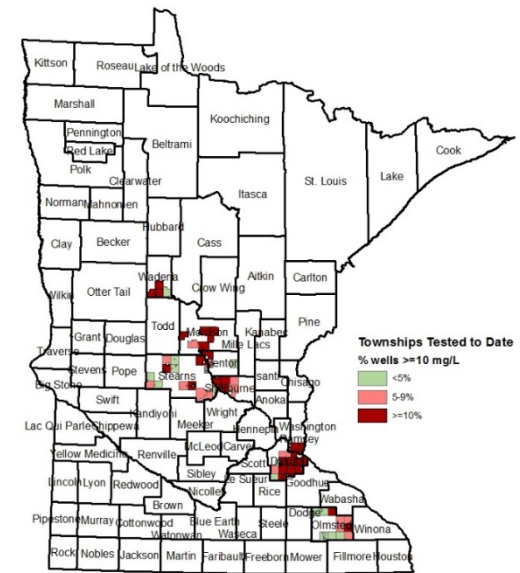 Kittson
Roseau
Lake of the Woods
Marshall
Koochiching
Pennington
Red Lake
Beltrami
Polk
Clearwater
St. Louis
Lake
Cook
Itasca
Norman
Mahnomen
Hubbard
Clay
Becker
Cass
Aitkin
Carlton
Wadena
Crow Wing
Wilkin
Otter Tail
Todd
Pine
Grant
Douglas
Morrison
Kanabec
Mille Lacs
Traverse
Stevens
Pope
Stearns
Benton
Big Stone
Sherburne
Isanti
Chisago
Anoka
Swift
Kandiyohi
Wright
Meeker
Hennepin
Washington
Ramsey
Lac Qui Parle
Chippewa
McLeod
Carver
Yellow Medicine
Renville
Scott
Sibley
Goodhue
Lincoln
Lyon
Redwood
Nicollet
Le Sueur
Rice
Wabasha
Brown
Dodge
Olmsted
Winona
Pipestone
Murray
Cottonwood
Watonwan
Blue Earth
Waseca
Steele
Rock
Nobles
Jackson
Martin
Faribault
Freeborn
Mower
Fillmore
Houston
Townships Tested to Date
% wells >=10 mg/L
<5%
5-9%
>=10%